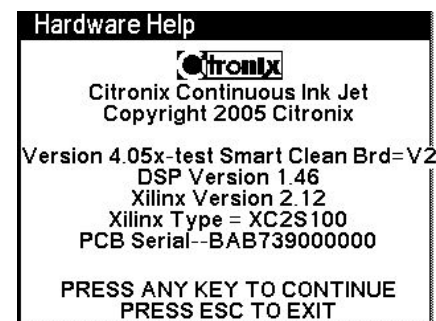 Hardware Help
Citronix
Citronix Continuous Ink Jet
Copyright 2005 Citronix
Version 4.05x-test Smart Clean Brd=V2
DSP Version 1.46
Xilinx Version 2.12
Xilinx Type = XC2S100
PCB Serial--BAB739000000
PRESS ANY KEY TO CONTINUE
PRESS ESC TO EXIT